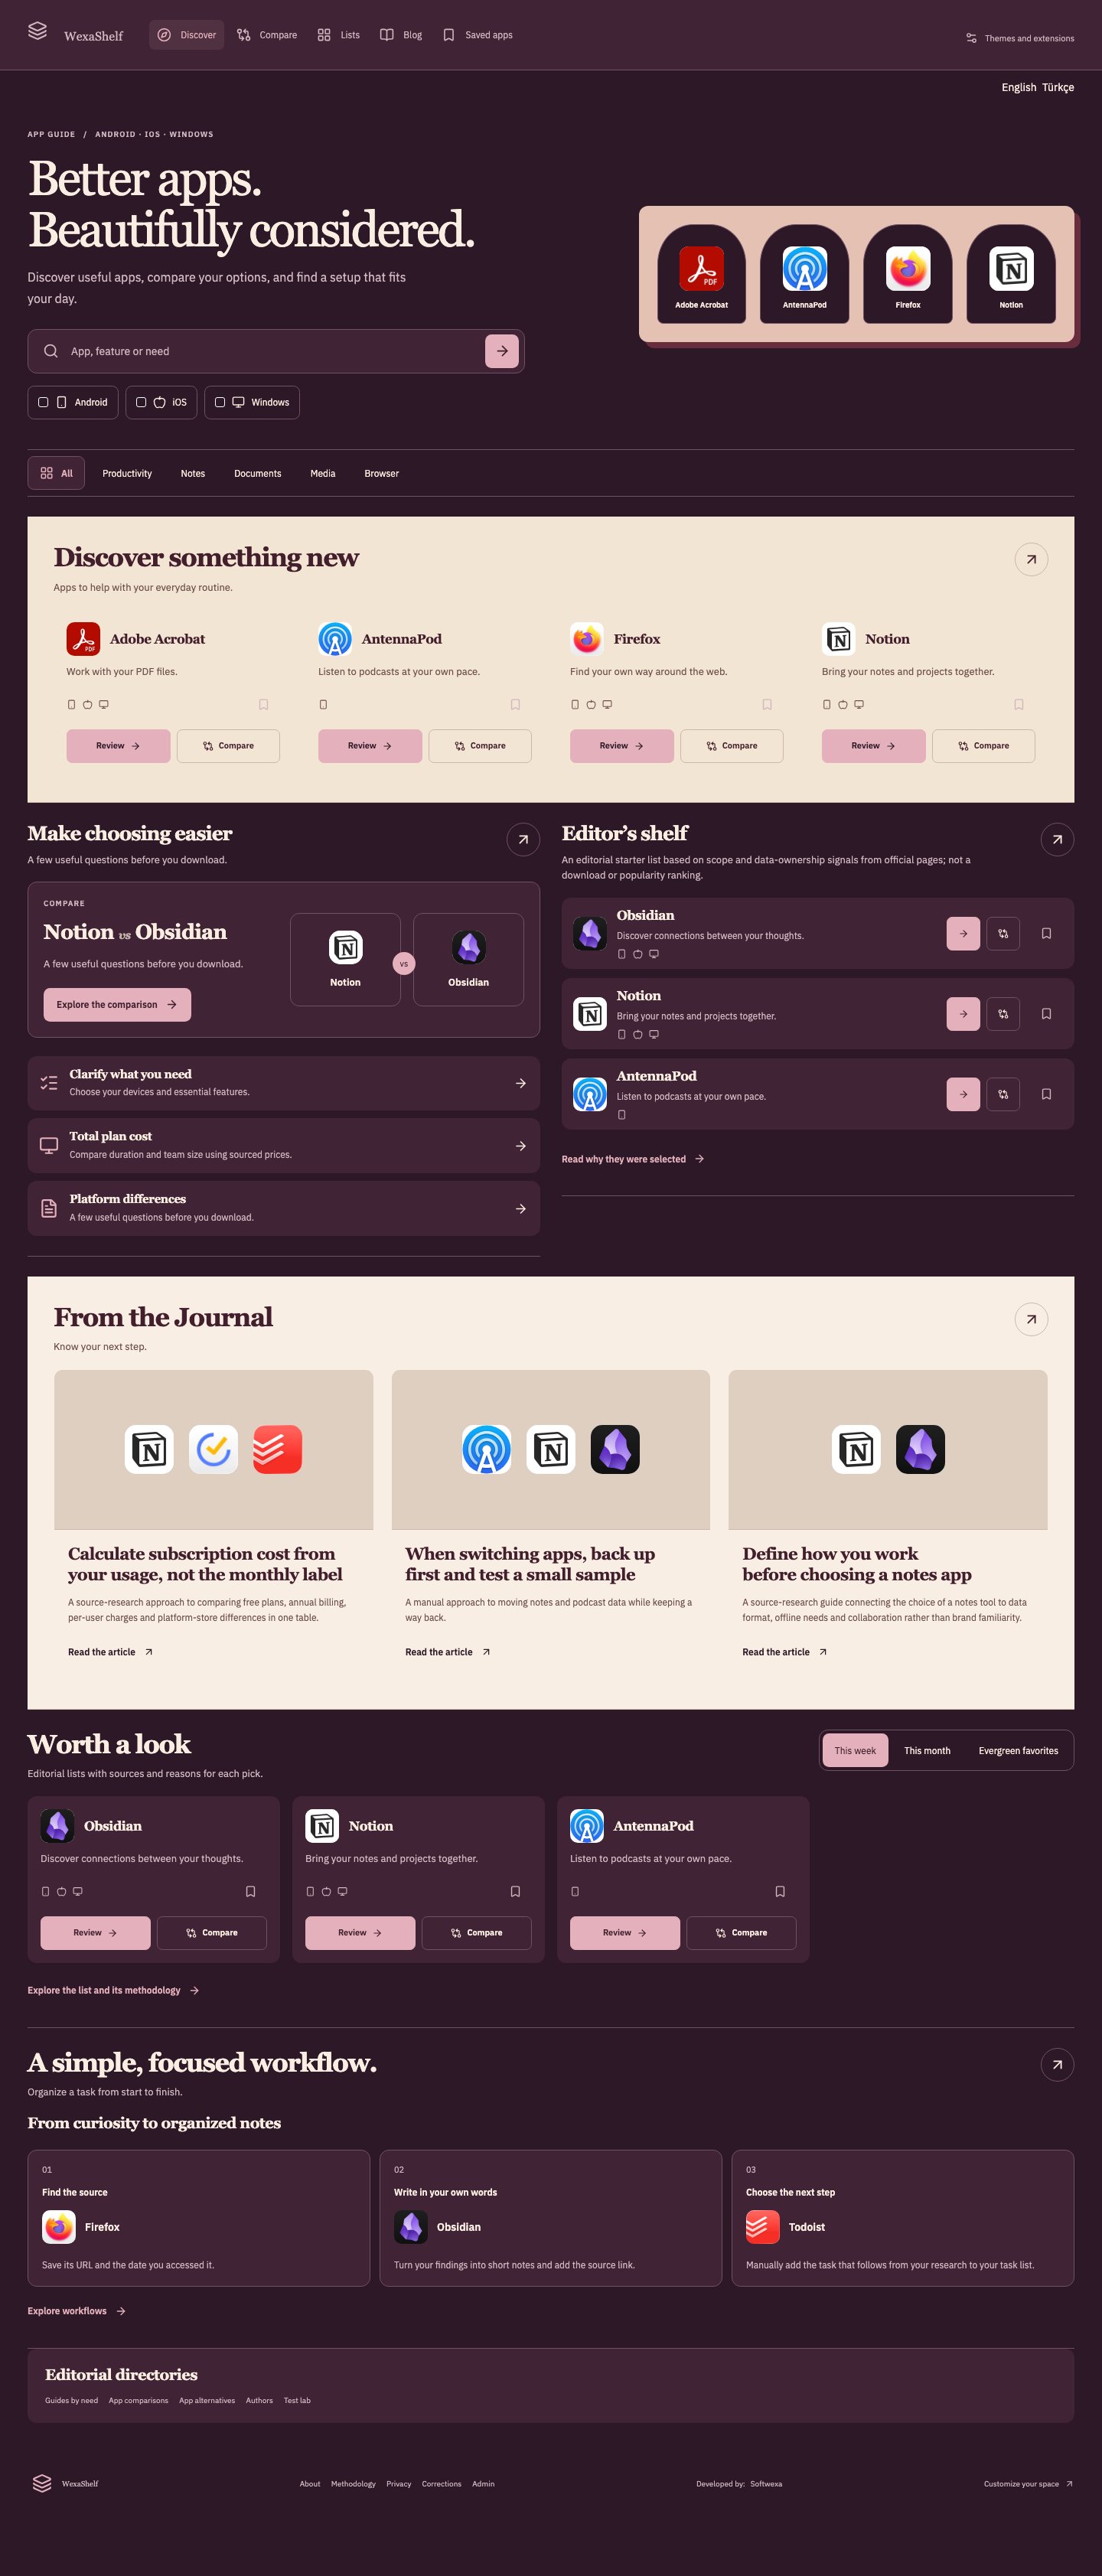 WexaShelf
Discover
Compare
Lists
Blog
Saved apps
Themes and extensions
English Türkçe
APP GUIDE / ANDROID · IOS · WINDOWS
Better apps.
Beautifully considered.
Discover useful apps, compare your options, and find a setup that fits
your day.
App, feature or need
Android
iOS
Windows
PDF
Adobe Acrobat
AntennaPod
Firefox
Notion
All
Productivity
Notes
Documents
Media
Browser
Discover something new
Apps to help with your everyday routine.
PDF
Adobe Acrobat
Work with your PDF files.
Review
Compare
AntennaPod
Listen to podcasts at your own pace.
Review
Compare
Firefox
Find your own way around the web.
Review
Compare
Notion
Bring your notes and projects together.
Review
Compare
Make choosing easier
A few useful questions before you download.
COMPARE
Notion vs Obsidian
A few useful questions before you download.
Explore the comparison
Notion
vs
Obsidian
Clarify what you need
Choose your devices and essential features.
Total plan cost
Compare duration and team size using sourced prices.
Platform differences
A few useful questions before you download.
Editor’s shelf
An editorial starter list based on scope and data-ownership signals from official pages; not a
download or popularity ranking.
Obsidian
Discover connections between your thoughts.
Notion
Bring your notes and projects together.
AntennaPod
Listen to podcasts at your own pace.
Read why they were selected
From the Journal
Know your next step.
Calculate subscription cost from
your usage, not the monthly label
A source-research approach to comparing free plans, annual billing,
per-user charges and platform-store differences in one table.
Read the article
When switching apps, back up
first and test a small sample
A manual approach to moving notes and podcast data while keeping a
way back.
Read the article
Define how you work
before choosing a notes app
A source-research guide connecting the choice of a notes tool to data
format, offline needs and collaboration rather than brand familiarity.
Read the article
Worth a look
Editorial lists with sources and reasons for each pick.
This week
This month
Evergreen favorites
Obsidian
Discover connections between your thoughts.
Review
Compare
Notion
Bring your notes and projects together.
Review
Compare
AntennaPod
Listen to podcasts at your own pace.
Review
Compare
Explore the list and its methodology
A simple, focused workflow.
Organize a task from start to finish.
From curiosity to organized notes
01
Find the source
Firefox
Save its URL and the date you accessed it.
02
Write in your own words
Obsidian
Turn your findings into short notes and add the source link.
03
Choose the next step
Todoist
Manually add the task that follows from your research to your task list.
Explore workflows
Editorial directories
Guides by need
App comparisons
App alternatives
Authors
Test lab
WexaShelf
About
Methodology
Privacy
Corrections
Admin
Developed by: Softwexa
Customize your space